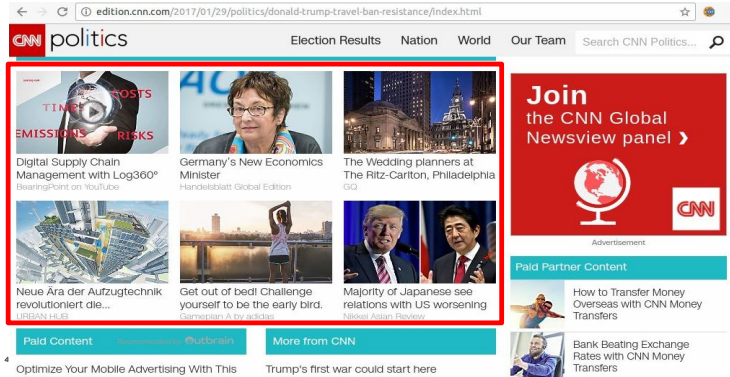 edition.cnn.com/2017/01/29/politics/donald-trump-travel-ban-resistance/index.html
CNN politics
Election Results Nation World Our Team Search CNN Politics...
TIME COSTS
EMISSIONS RISKS
Digital Supply Chain
Management with Log360°
BearingPoint on YouTube
Germany's New Economics
Minister
Handelsblatt Global Edition
The Wedding planners at
The Ritz-Carlton, Philadelphia
GQ
Neue Ära der Aufzugtechnik
revolutioniert die...
URBAN HUB
Get out of bed! Challenge
yourself to be the early bird.
Gameplan A by adidas
Majority of Japanese see
relations with US worsening
Nikkei Asian Review
Join
the CNN Global
Newsview panel ❯
CNN
Advertisement
Paid Partner Content
How to Transfer Money
Overseas with CNN Money
Transfers
Bank Beating Exchange
Rates with CNN Money
Transfers
Paid Content Recommended by Outbrain
Optimize Your Mobile Advertising With This
More from CNN
Trump's first war could start here
4